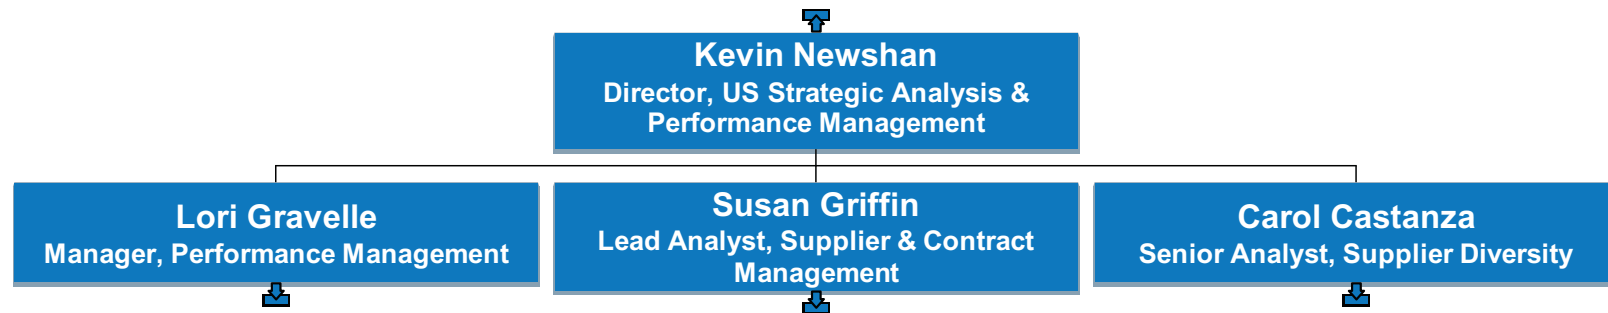 Kevin Newshan
Director, US Strategic Analysis &
Performance Management
Lori Gravelle
Manager, Performance Management
Susan Griffin
Lead Analyst, Supplier & Contract
Management
Carol Castanza
Senior Analyst, Supplier Diversity